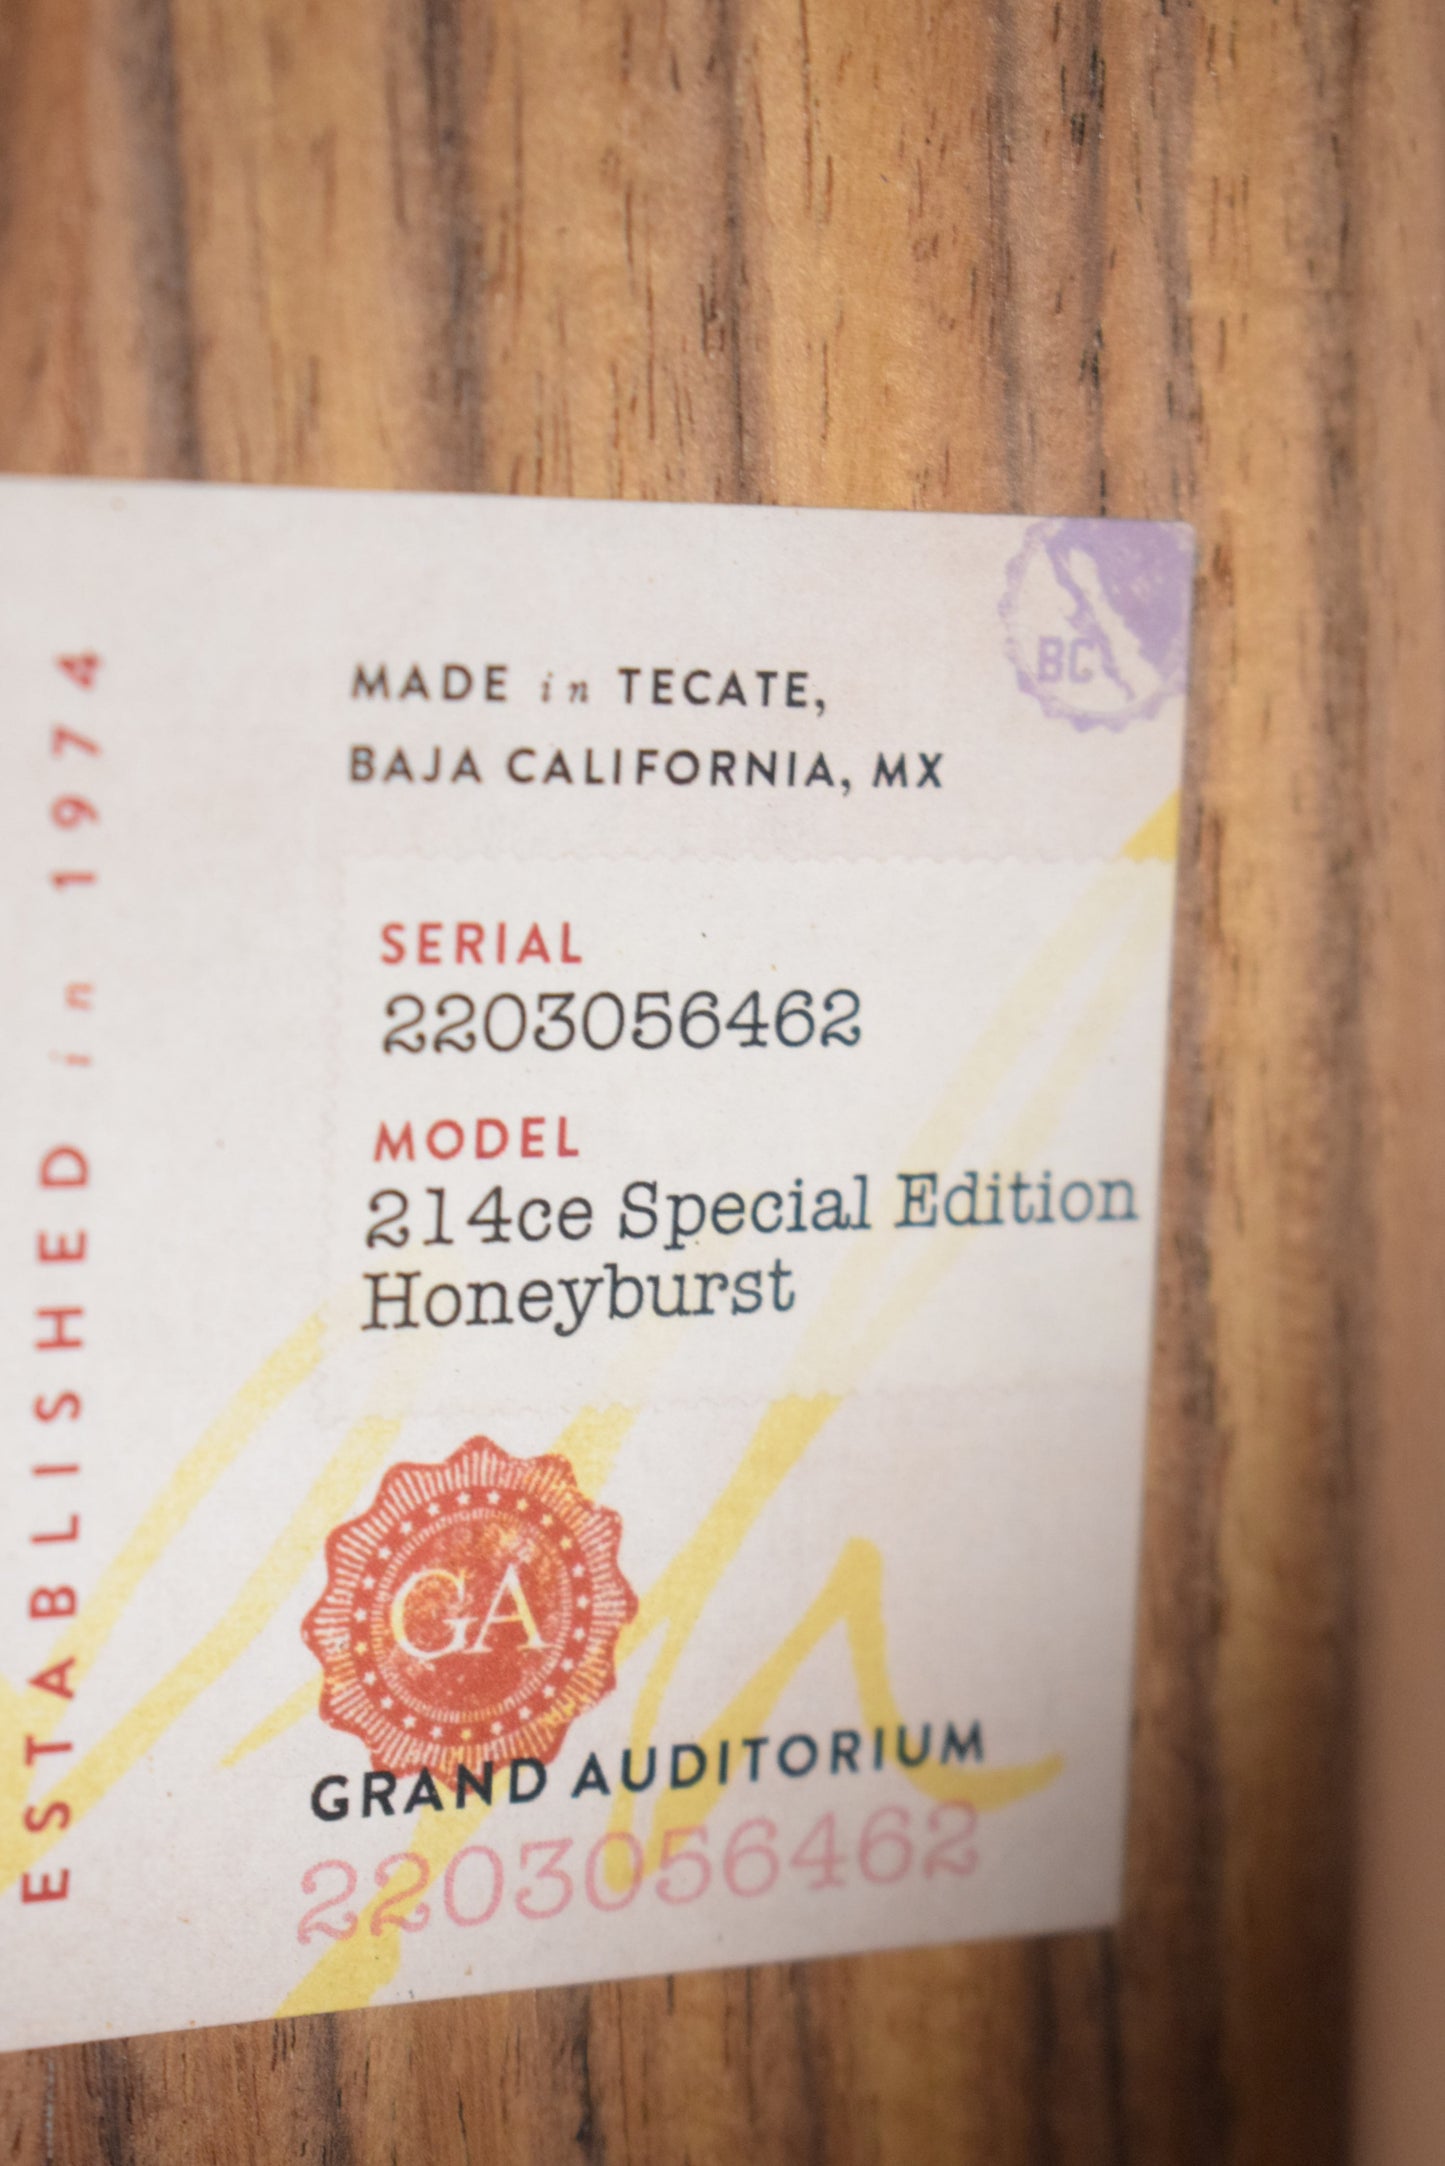 ESTABLISHED in 1974
MADE in TECATE,
BAJA CALIFORNIA, MX
BC
SERIAL
2203056462
MODEL
214ce Special Edition
Honeyburst
GA
GRAND AUDITORIUM
2203056462